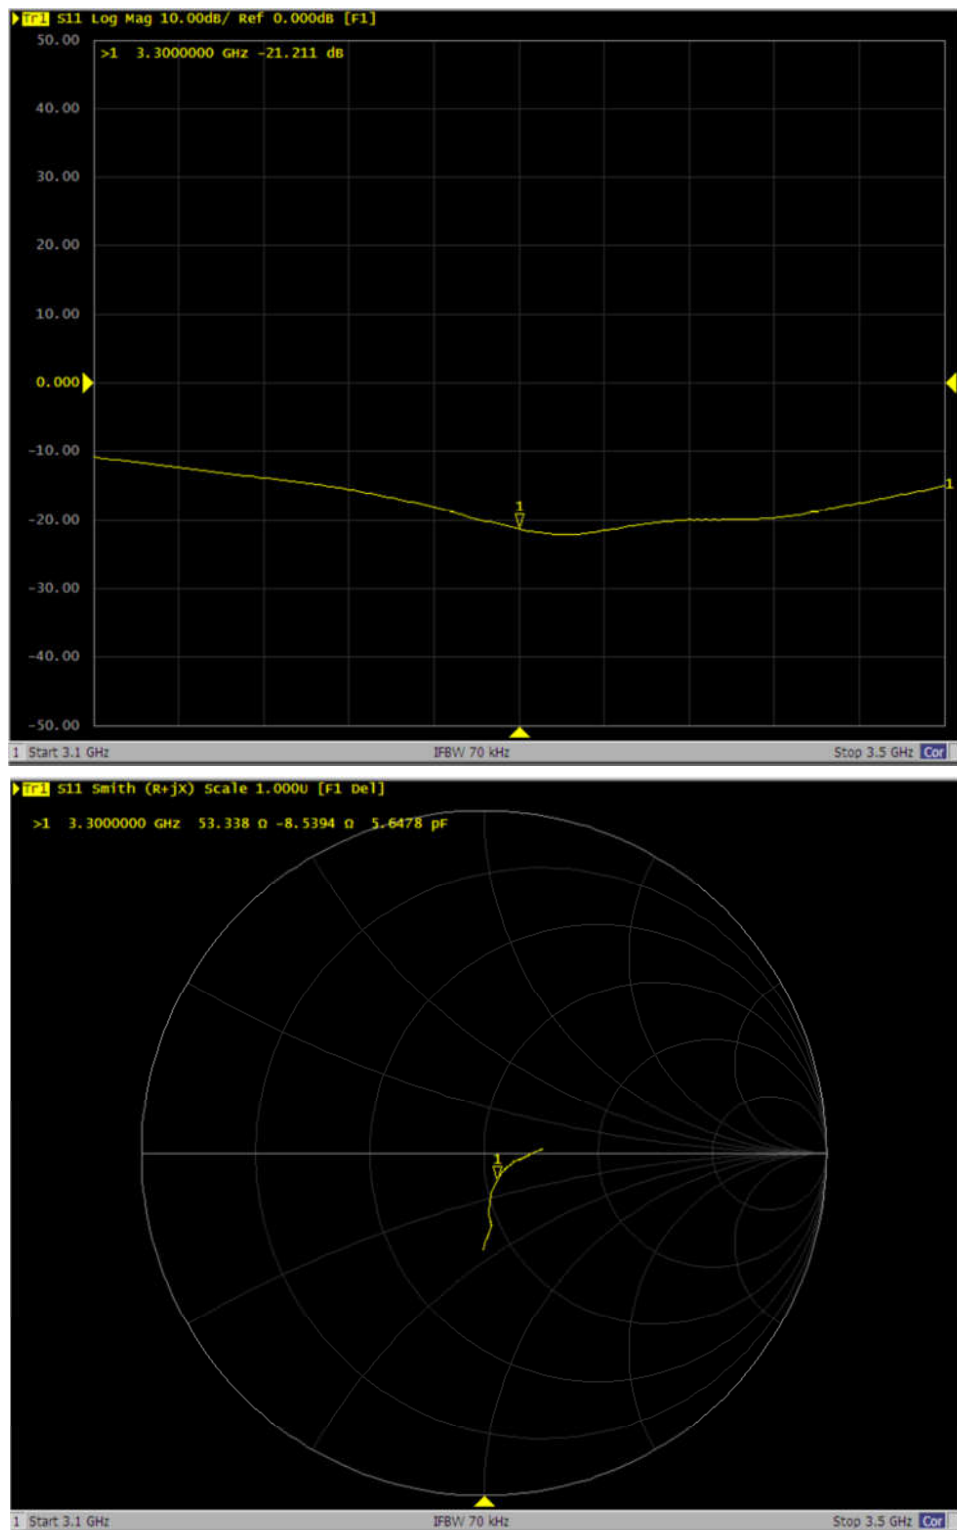 Tr1 S11 Log Mag 10.00dB/ Ref 0.000dB [F1]
50.00
>1 3.3000000 GHz -21.211 dB
40.00
30.00
20.00
10.00
0.000
-10.00
1
1
-20.00
-30.00
-40.00
-50.00
1 Start 3.1 GHz IFBW 70 kHz Stop 3.5 GHz Cor
Tr1 S11 Smith (R+jX) Scale 1.000U [F1 Del]
>1 3.3000000 GHz 53.338 Ω -8.5394 Ω 5.6478 pF
1
1 Start 3.1 GHz IFBW 70 kHz Stop 3.5 GHz Cor